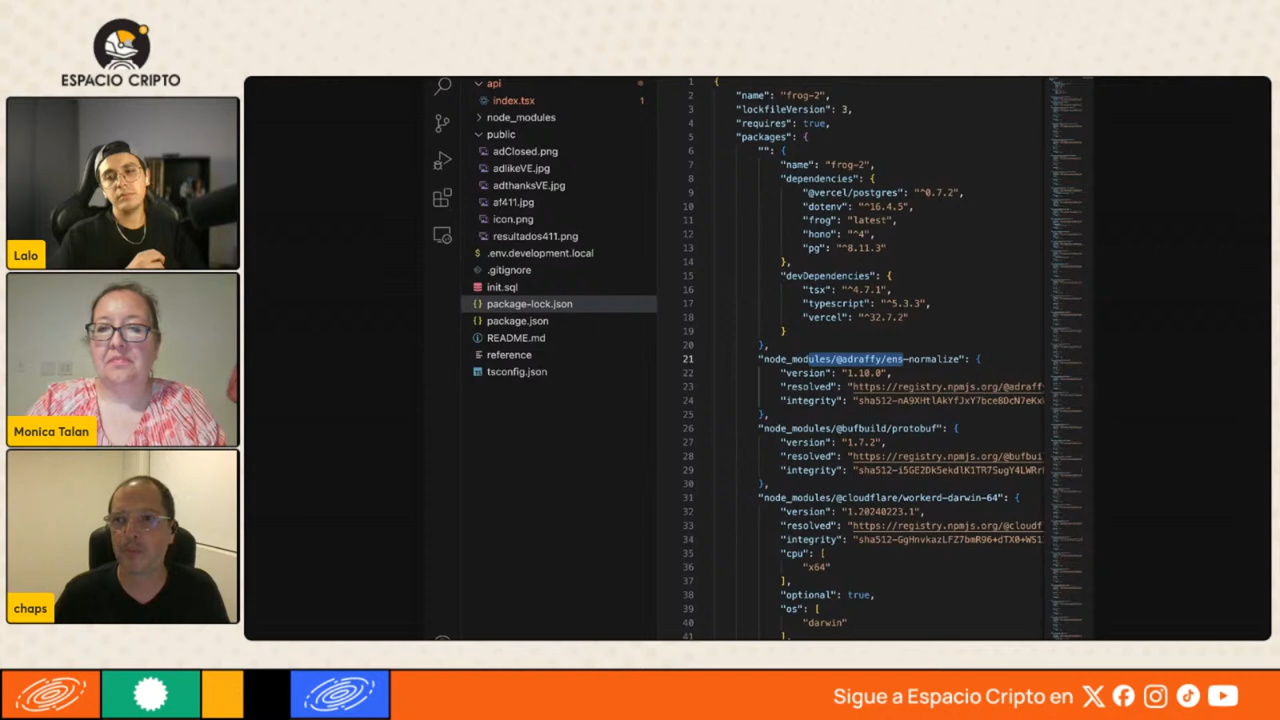 ESPACIO CRIPTO
Lalo
Monica Talan
chaps
api
index.tsx 1
node_modules
public
adClosed.png
adlikeVE.jpg
adthanksVE.jpg
af411.jpg
icon.png
resultados411.png
.env.development.local
.gitignore
init.sql
package-lock.json
package.json
README.md
reference
tsconfig.json
1 {
2 "name": "frog-2",
3 "lockfileVersion": 3,
4 "requires": true,
5 "packages": {
6 "": {
7 "name": "frog-2",
8 "dependencies": {
9 "@vercel/postgres": "^0.7.2",
10 "dotenv": "^16.4.5",
11 "frog": "latest",
12 "hono": "^4",
13 "pg": "^8.11.3"
14 },
15 "devDependencies": {
16 "tsx": "^4.7.1",
17 "typescript": "^5.3.3",
18 "vercel": "^32.7.2"
19 }
20 },
21 "node_modules/@adraffy/ens-normalize": {
22 "version": "1.10.0",
23 "resolved": "https://registry.npmjs.org/@adraff
24 "integrity":
25 },
26 "node_modules/@bufbuild/protobuf": {
27 "version": "1.7.2",
28 "resolved": "https://registry.npmjs.org/@bufbui
29 "integrity":
30 },
31 "node_modules/@cloudflare/workerd-darwin-64": {
32 "version": "1.20240223.1",
33 "resolved": "https://registry.npmjs.org/@cloudf
34 "integrity":
35 "cpu": [
36 "x64"
37 ],
38 "optional": true,
39 "os": [
40 "darwin"
41 ],
Sigue a Espacio Cripto en